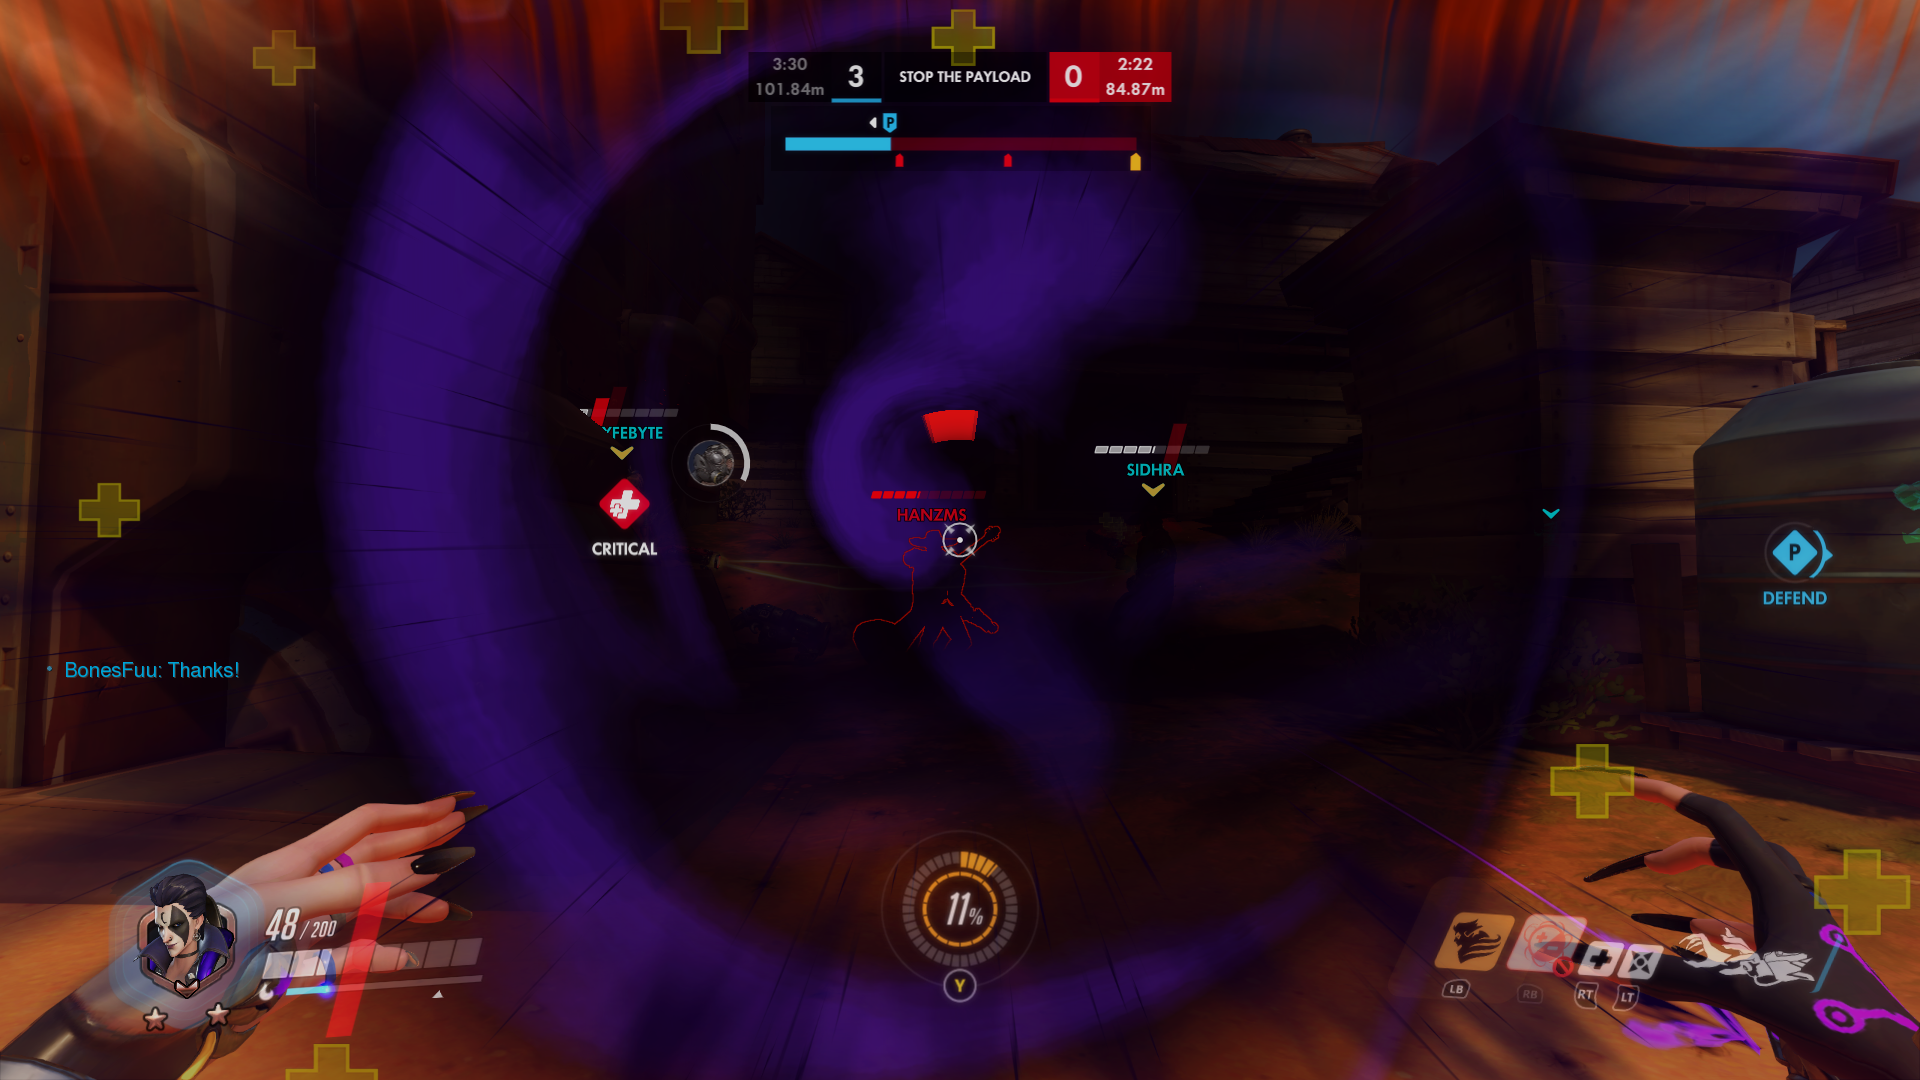 3:30
101.84m
3
STOP THE PAYLOAD
0
2:22
84.87m
P
YFEBYTE
CRITICAL
HANZMS
SIDHRA
P
DEFEND
• BonesFuu: Thanks!
48 / 200
11%
Y
LB
RB
RT
LT